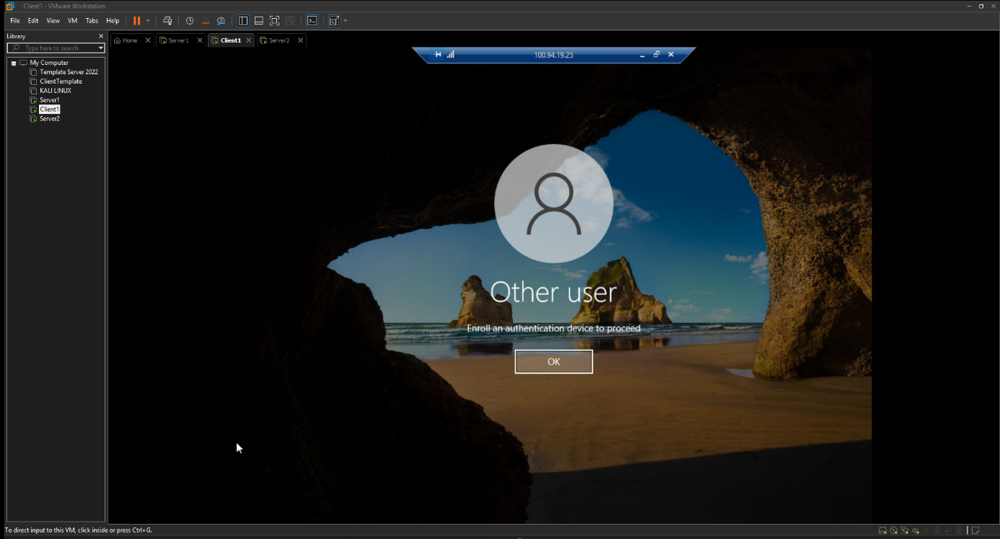 Client1 - VMware Workstation
File Edit View VM Tabs Help
Library
Type here to search
My Computer
Template Server 2022
ClientTemplate
KALI LINUX
Server1
Client1
Server2
Home Server1 Client1 Server2
100.94.19.25
Other user
Enroll an authentication device to proceed
OK
To direct input to this VM, click inside or press Ctrl+G.